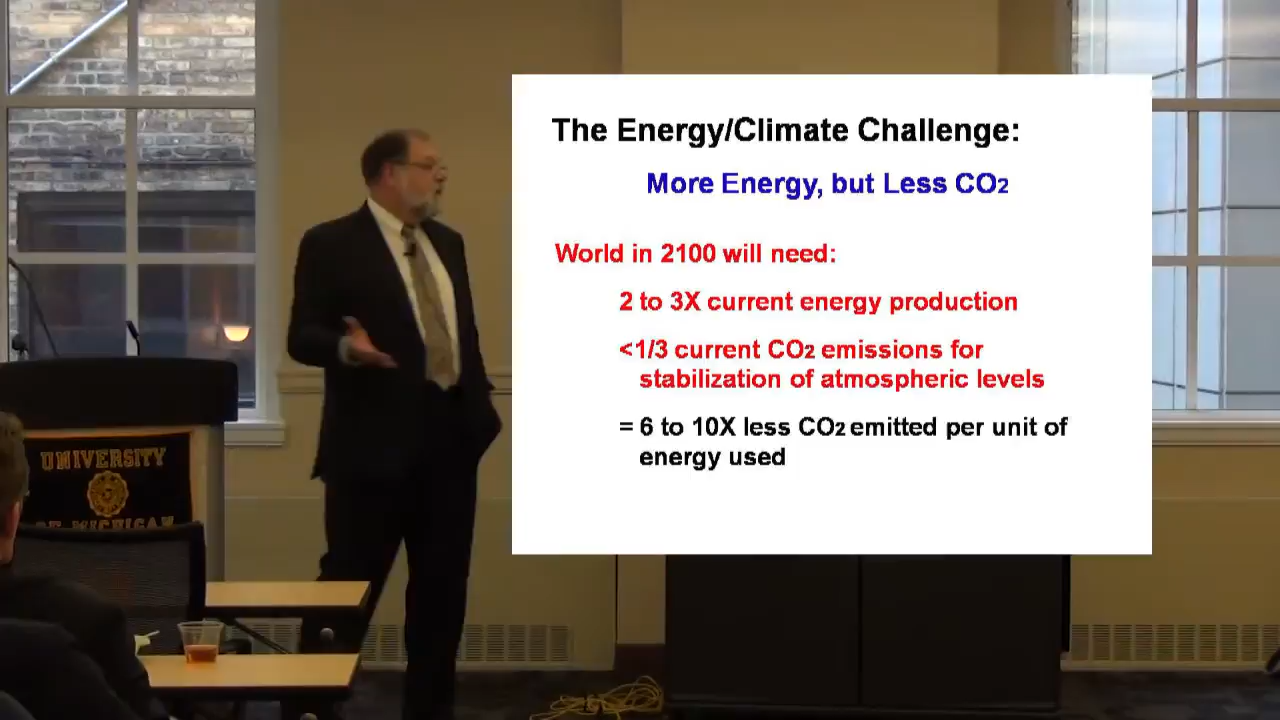 The Energy/Climate Challenge:
More Energy, but Less CO2
World in 2100 will need:
2 to 3X current energy production
<1/3 current CO2 emissions for
stabilization of atmospheric levels
= 6 to 10X less CO2 emitted per unit of
energy used
UNIVERSITY
OF MICHIGAN